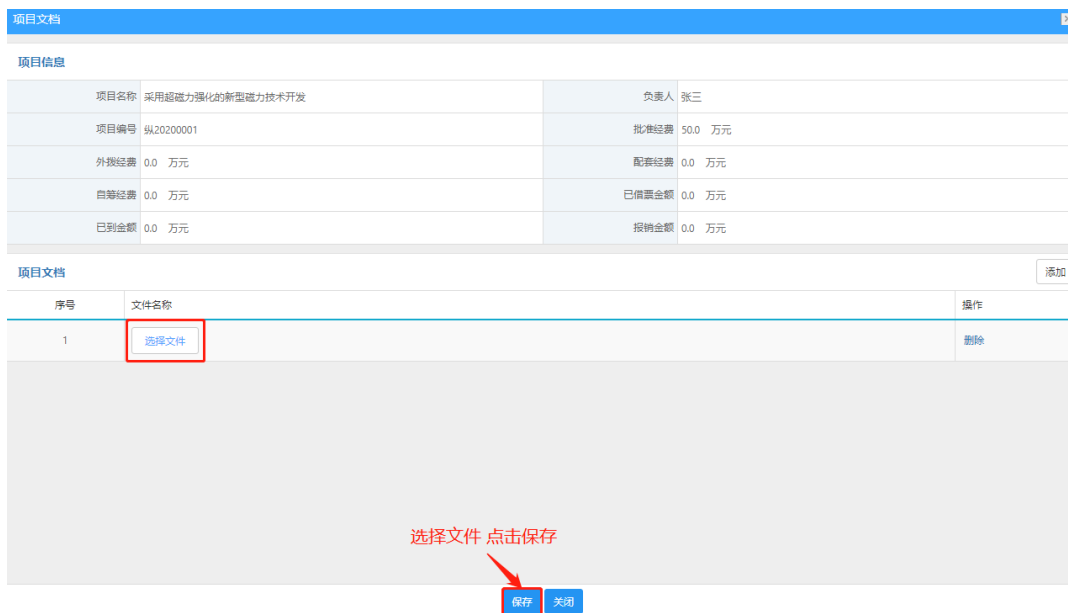 项目文档
项目信息
项目名称 采用超磁力强化的新型磁力技术开发 负责人 张三
项目编号 纵20200001 批准经费 50.0 万元
外拨经费 0.0 万元 配套经费 0.0 万元
自筹经费 0.0 万元 已借票金额 0.0 万元
已到金额 0.0 万元 报销金额 0.0 万元
项目文档 添加
序号 文件名称 操作
1 选择文件 删除
选择文件 点击保存
保存 关闭